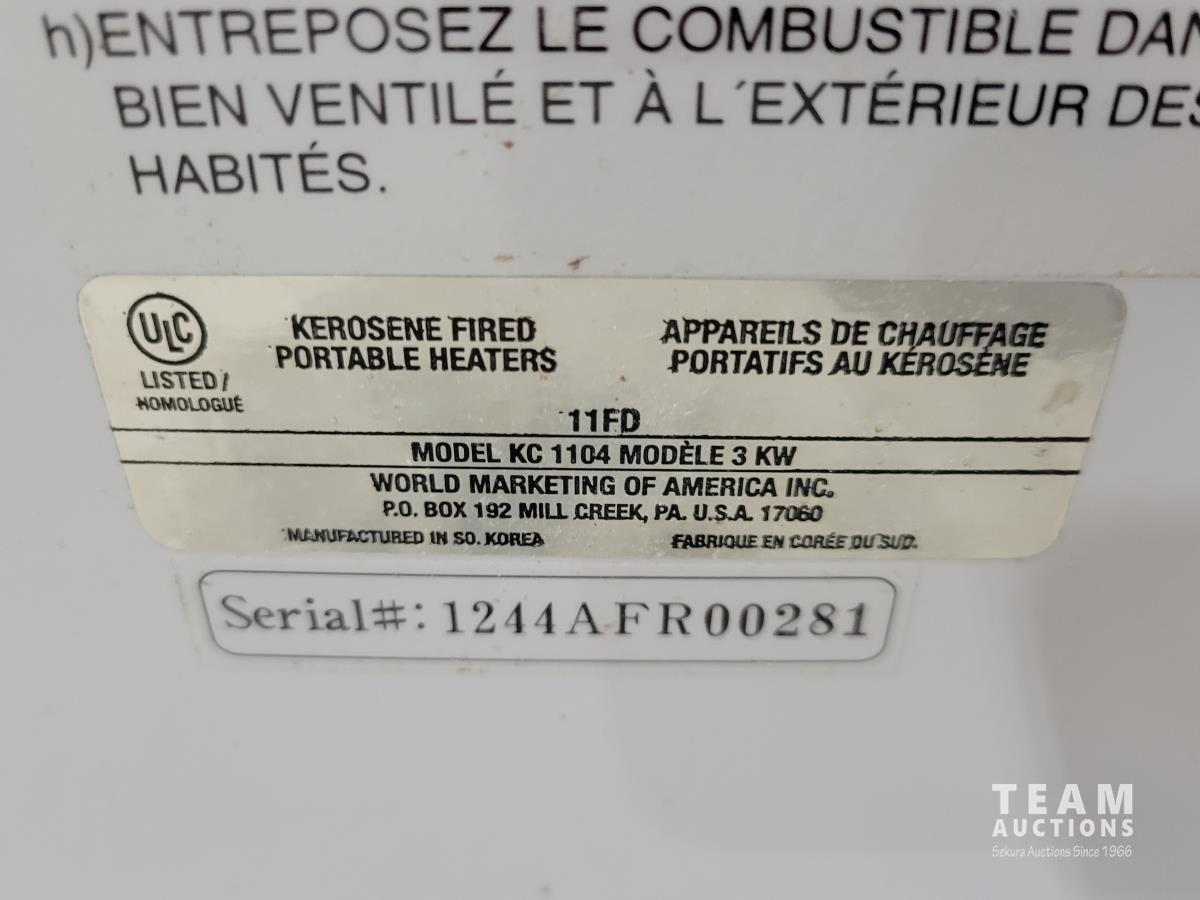 h)ENTREPOSEZ LE COMBUSTIBLE DAN
BIEN VENTILÉ ET À L´EXTÉRIEUR DES
HABITÉS.
ULC
LISTED/
HOMOLOGUÉ
KEROSENE FIRED
PORTABLE HEATERS
APPAREILS DE CHAUFFAGE
PORTATIFS AU KÉROSÈNE
11FD
MODEL KC 1104 MODÈLE 3 KW
WORLD MARKETING OF AMERICA INC.
P.O. BOX 192 MILL CREEK, PA. U.S.A. 17060
MANUFACTURED IN SO. KOREA
FABRIQUE EN CORÉE DU SUD.
Serial#: 1244AFR00281
TEAM
AUCTIONS
Sekura Auctions Since 1966